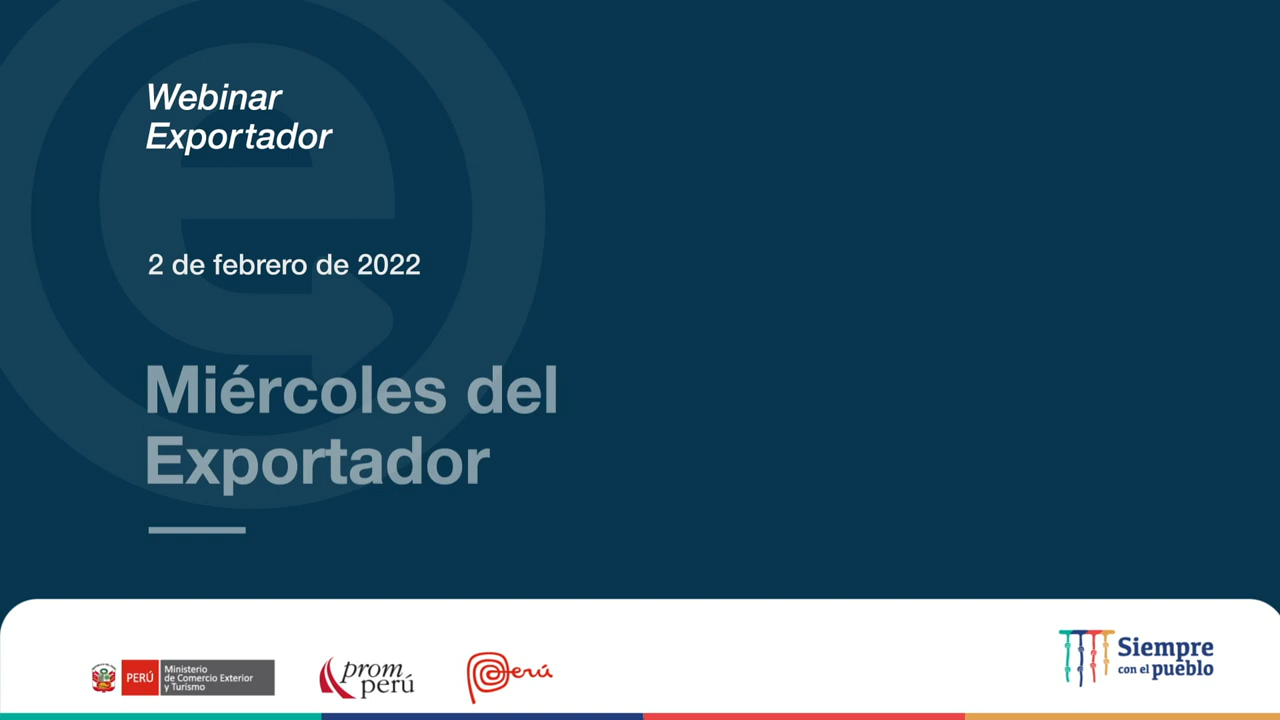 Webinar
Exportador
2 de febrero de 2022
Miércoles del
Exportador
PERÚ
Ministerio
de Comercio Exterior
y Turismo
prom
perú
Perú
Siempre
con el pueblo